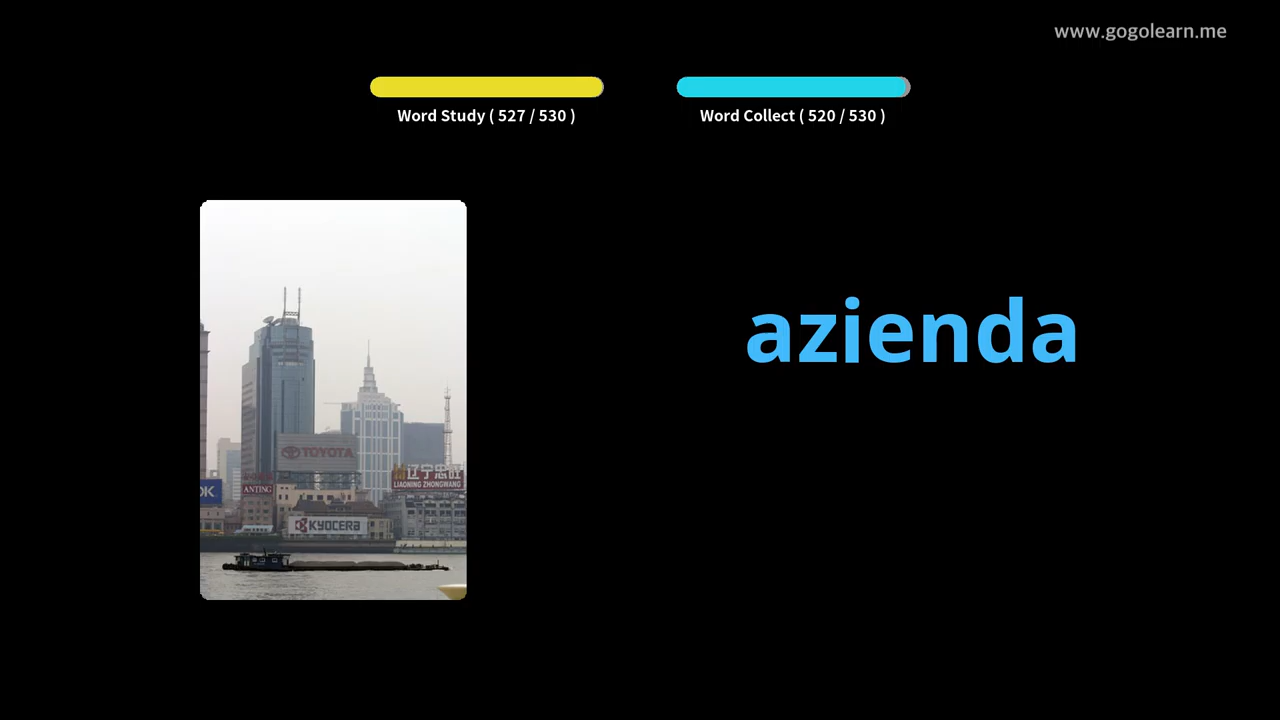 www.gogolearn.me
Word Study ( 527 / 530 )
Word Collect ( 520 / 530 )
azienda
TOYOTA
辽宁忠旺
LIAONING ZHONGWANG
OK
ANTING
KYOCERA